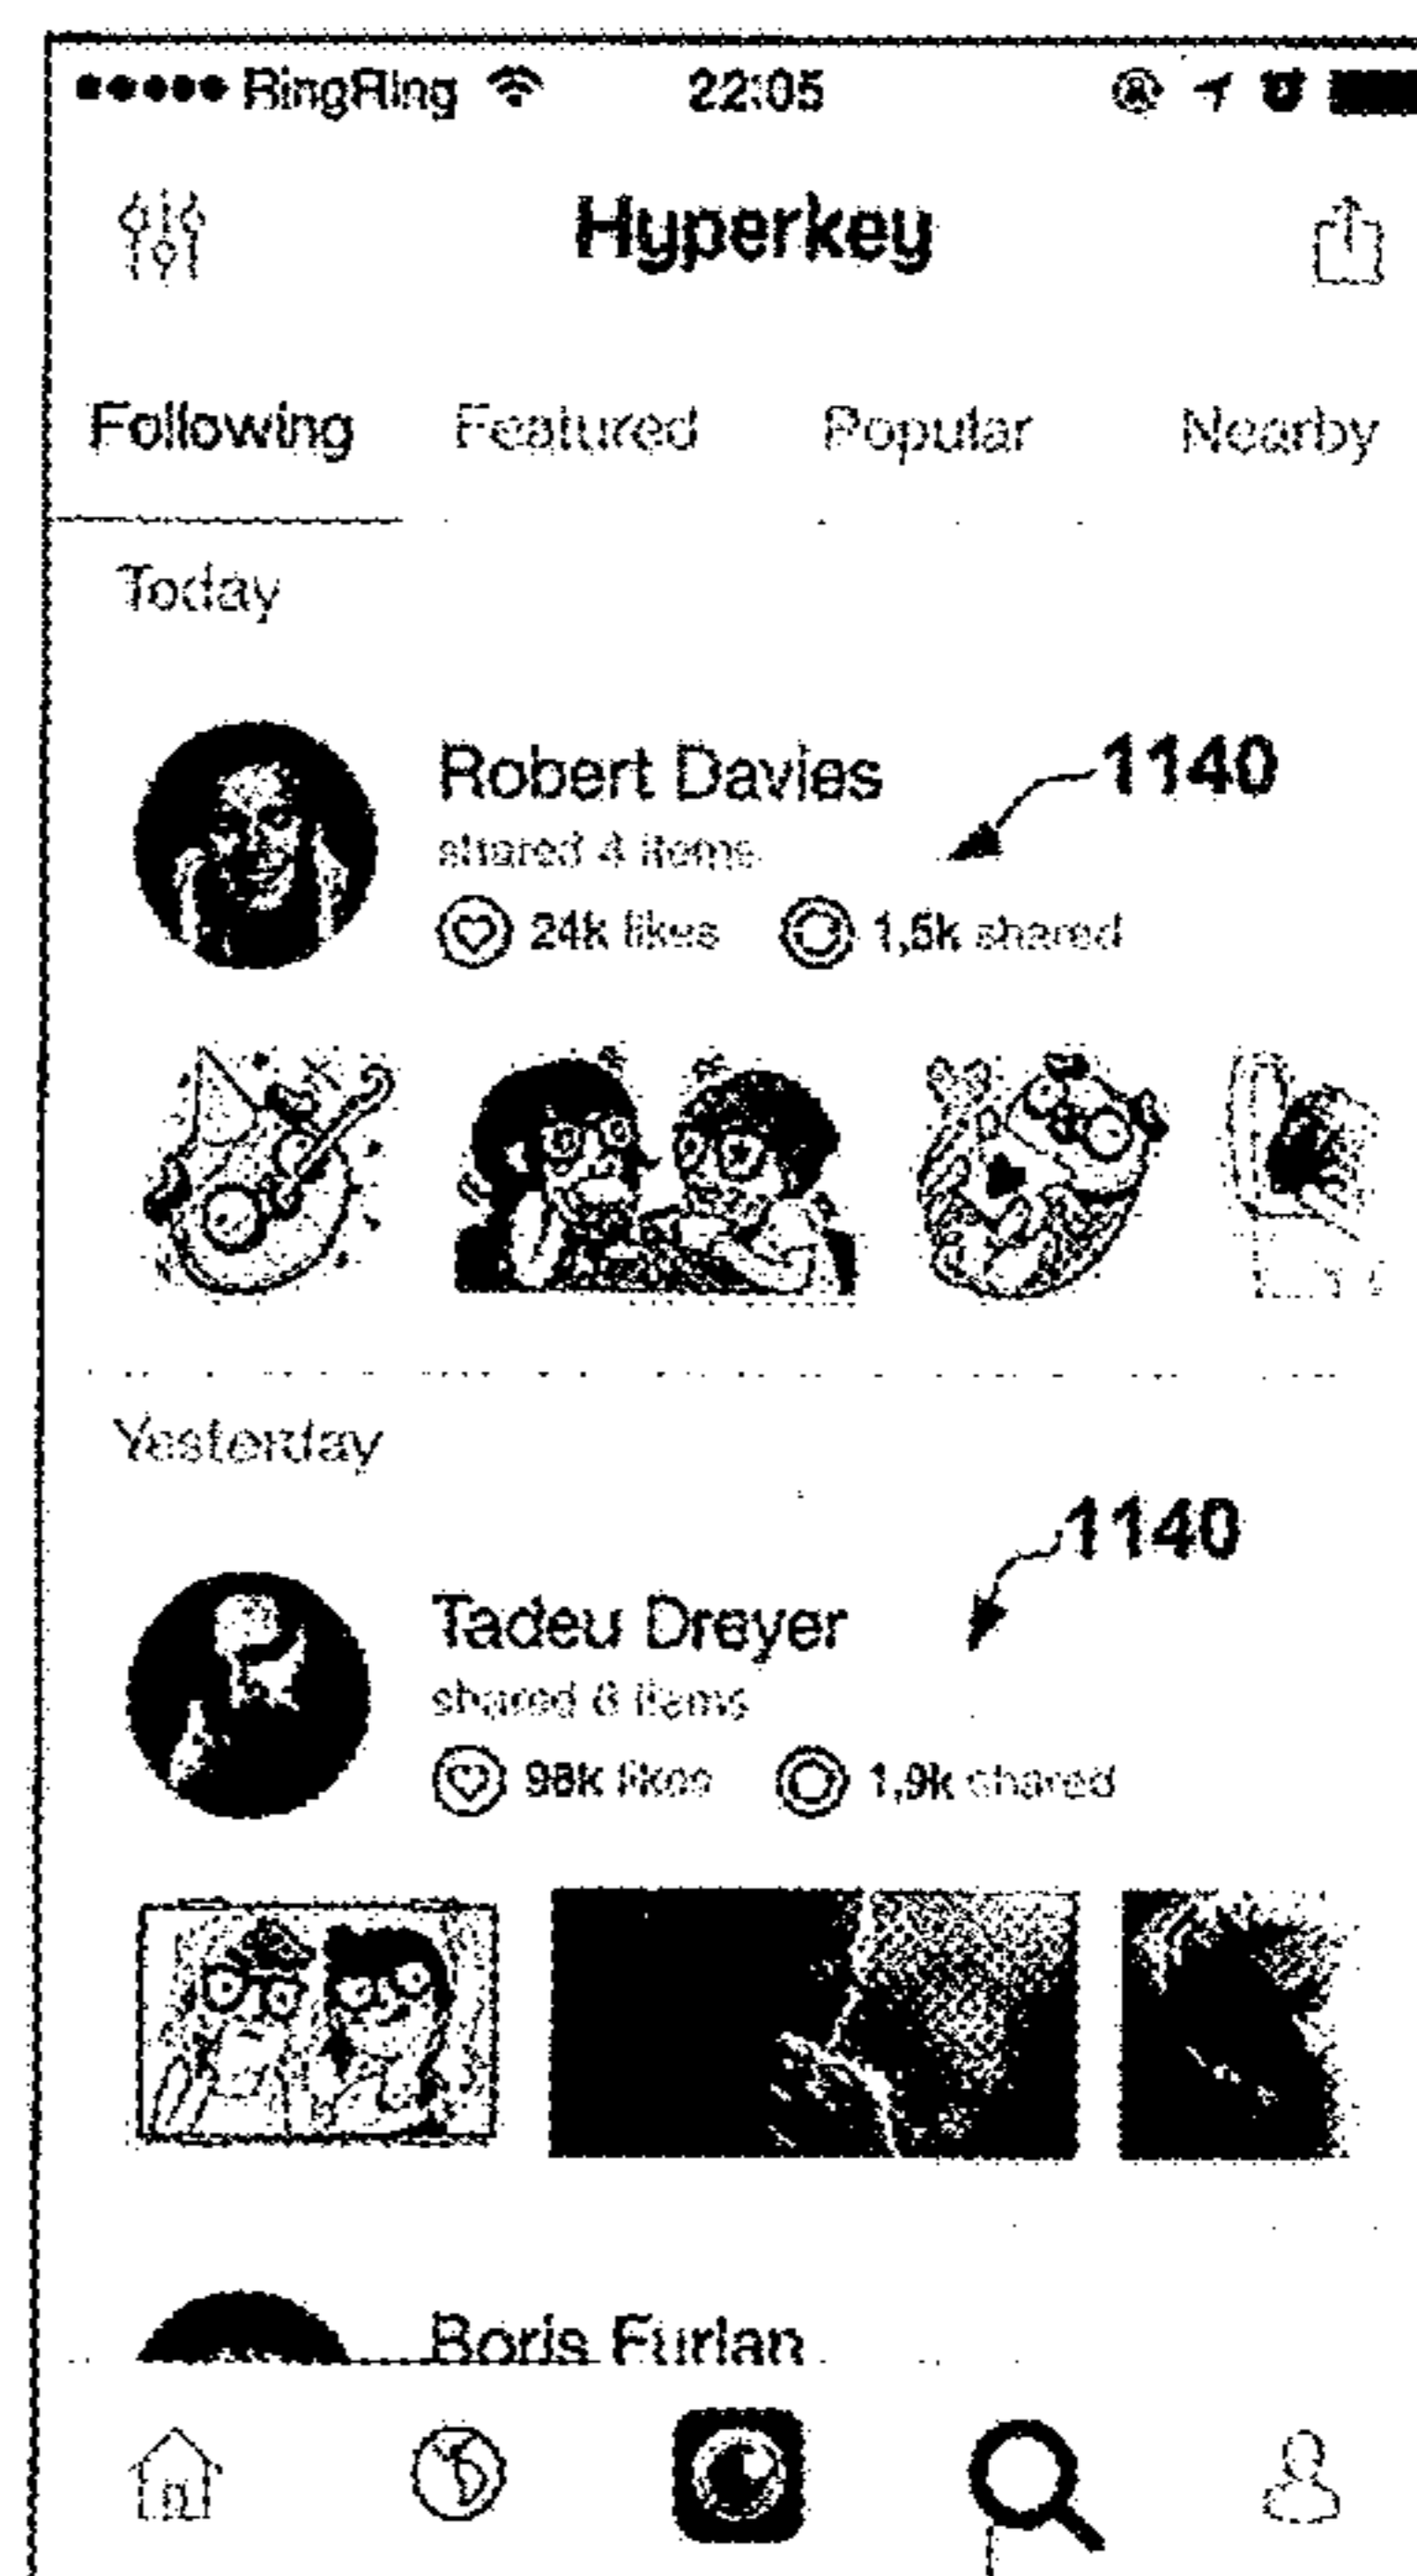 RingRing 22:05
Hyperkey
Following Featured Popular Nearby
Today
Robert Davies 1140
shared 4 items
24k likes 1,5k shared
Yesterday
1140
Tadeu Dreyer
shared 6 items
98k likes 1,9k shared
Boris Furlan